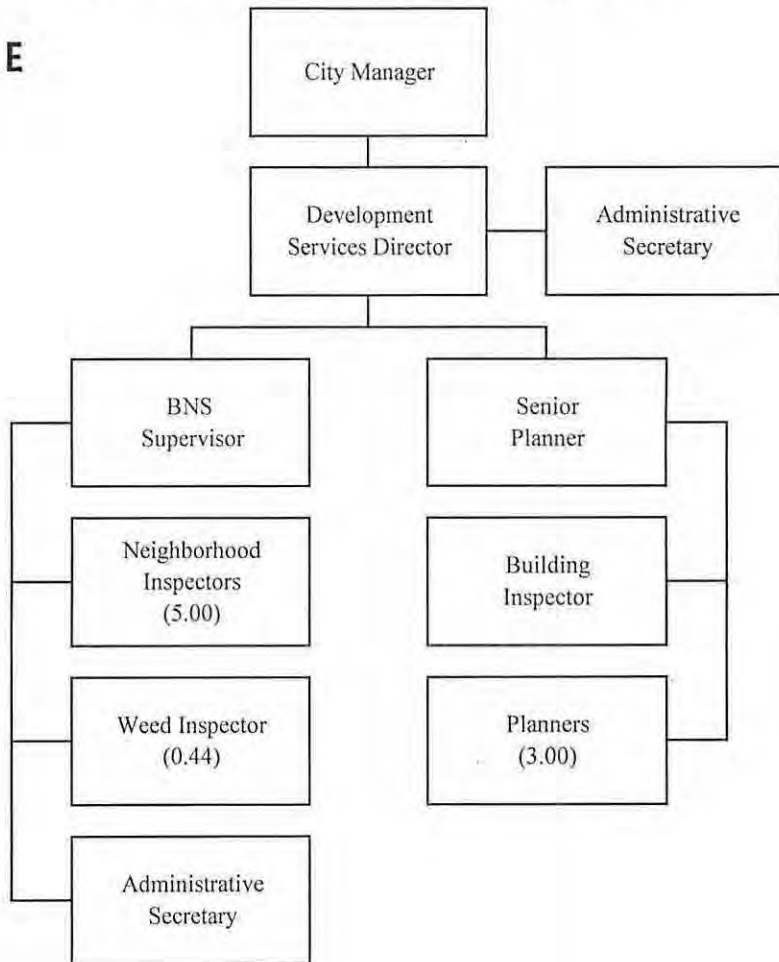 E
City Manager
Development
Services Director
Administrative
Secretary
BNS
Supervisor
Senior
Planner
Neighborhood
Inspectors
(5.00)
Building
Inspector
Weed Inspector
(0.44)
Planners
(3.00)
Administrative
Secretary